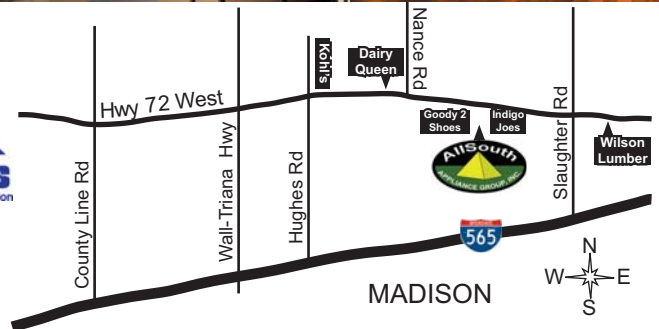 Hwy 72 West
County Line Rd
Wall-Triana Hwy
Hughes Rd
Kohl's
Dairy
Queen
Nance Rd
Goody 2
Shoes
Indigo
Joes
AllSouth
APPLIANCE GROUP, INC.
Slaughter Rd
Wilson
Lumber
565
MADISON
N
W
E
S